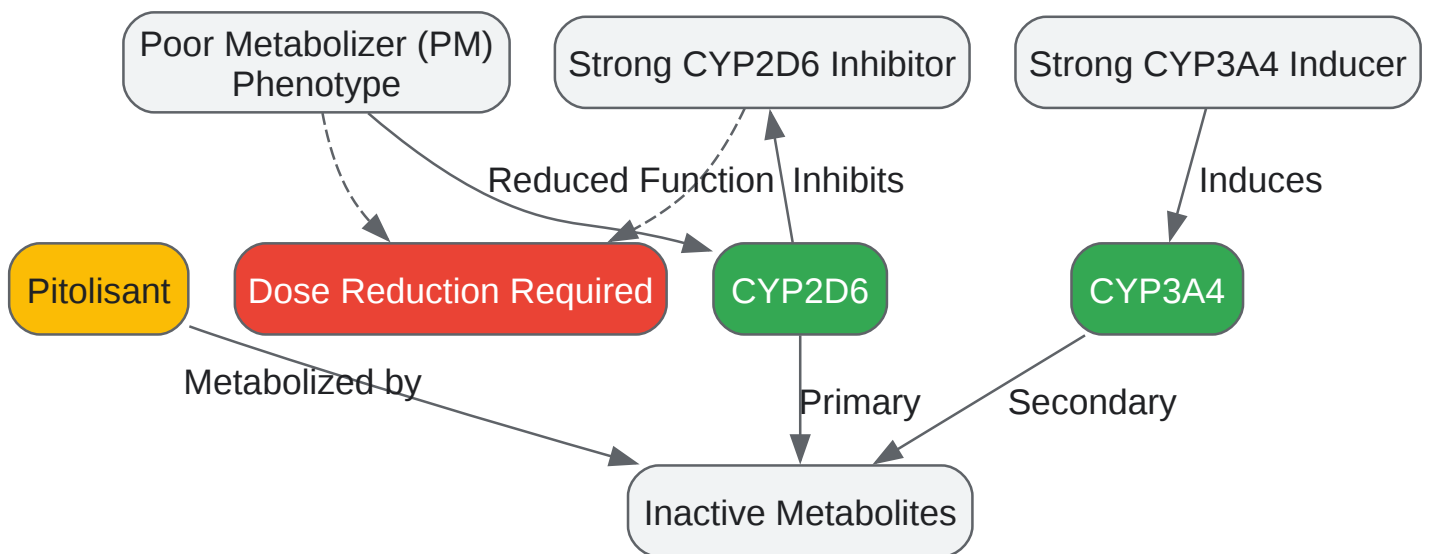 Poor Metabolizer (PM)
Phenotype
Strong CYP2D6 Inhibitor
Strong CYP3A4 Inducer
Reduced Function
Inhibits
Induces
Pitolisant
Dose Reduction Required
CYP2D6
CYP3A4
Metabolized by
Primary
Secondary
Inactive Metabolites